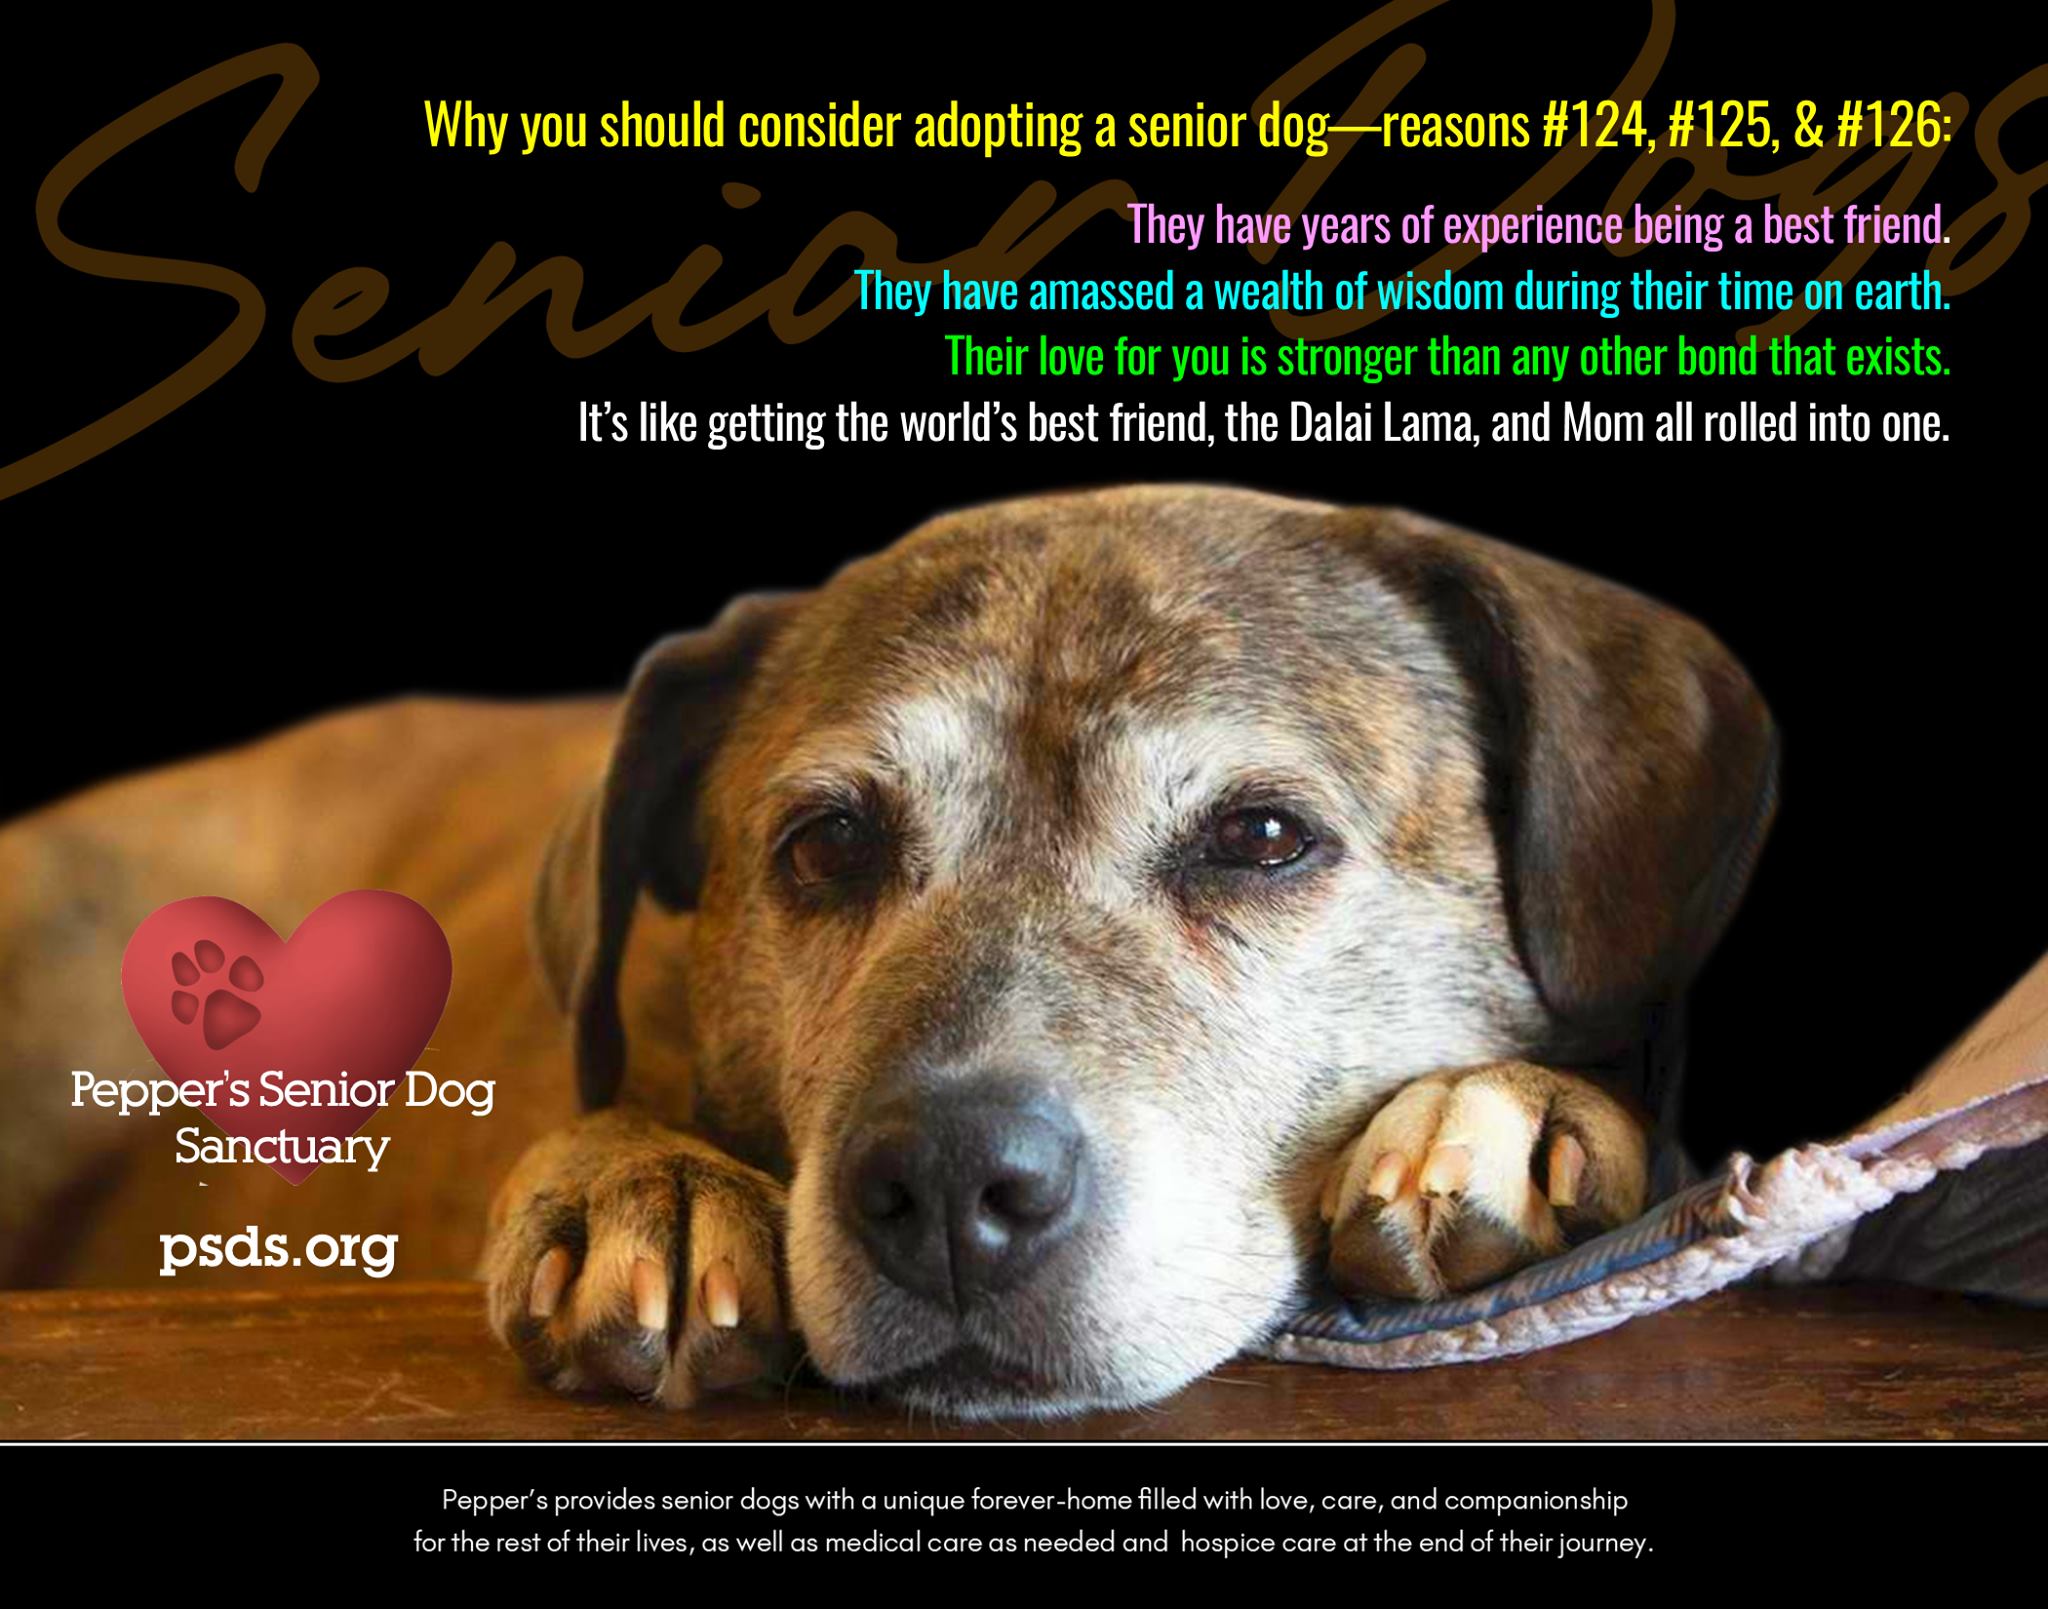 Senior Dogs
Why you should consider adopting a senior dog—reasons #124, #125, & #126:
They have years of experience being a best friend.
They have amassed a wealth of wisdom during their time on earth.
Their love for you is stronger than any other bond that exists.
It’s like getting the world’s best friend, the Dalai Lama, and Mom all rolled into one.
Pepper's Senior Dog
Sanctuary
psds.org
Pepper’s provides senior dogs with a unique forever-home filled with love, care, and companionship
for the rest of their lives, as well as medical care as needed and hospice care at the end of their journey.